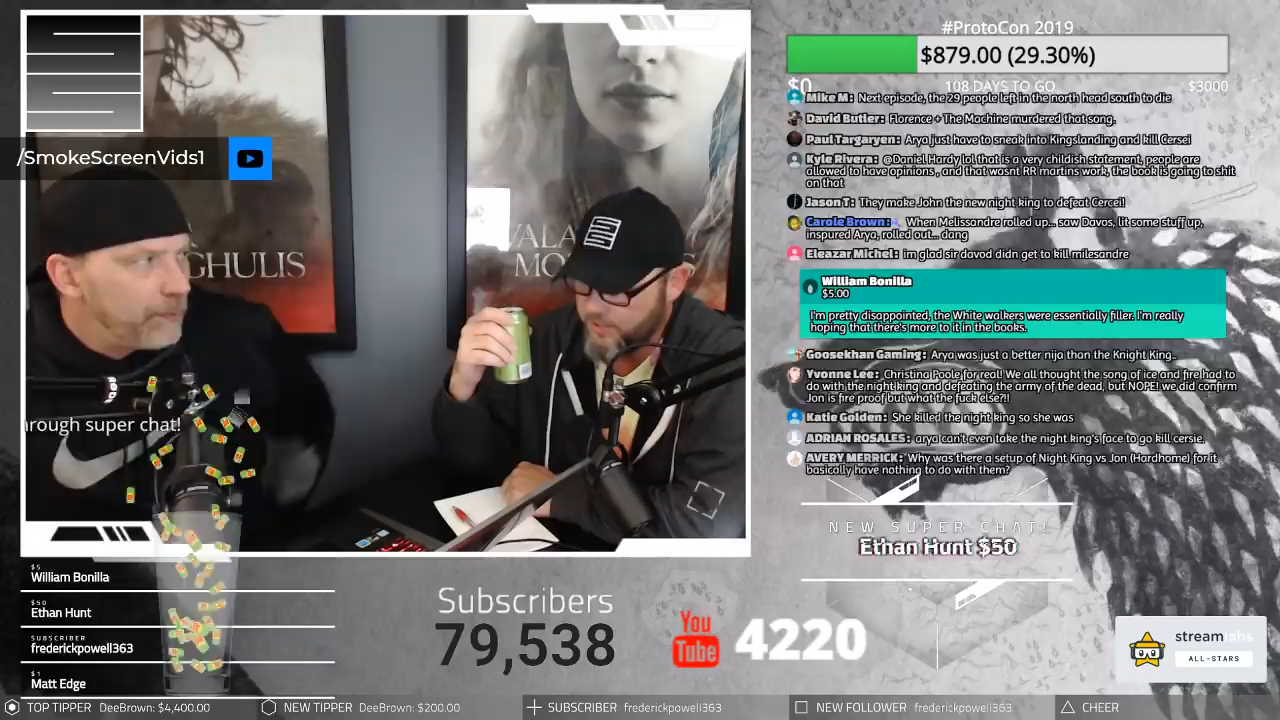 #ProtoCon 2019
$879.00 (29.30%)
$0
108 DAYS TO GO
$3000
/SmokeScreenVids1
GHULIS
VALA
MO
hrough super chat!
Mike M: Next episode, the 29 people left in the north head south to die
David Butler: Florence + The Machine murdered that song.
Paul Targaryen: Arya just have to sneak into Kingslanding and kill Cersei
Kyle Rivera: @Daniel Hardy lol that is a very childish statement, people are
allowed to have opinions , and that wasnt RR martins work, the book is going to shit
on that
Jason T: They make John the new night king to defeat Cercei!
Carole Brown: When Melissandre rolled up... saw Davos, lit some stuff up,
inspured Arya, rolled out... dang
Eleazar Michel: im glad sir davod didn get to kill milesandre
William Bonilla
$5.00
I'm pretty disappointed, the White walkers were essentially filler. I'm really
hoping that there's more to it in the books.
Goosekhan Gaming: Arya was just a better nija than the Knight King..
Yvonne Lee: Christina Poole for real! We all thought the song of ice and fire had to
do with the night king and defeating the army of the dead, but NOPE! we did confirm
Jon is fire proof but what the fuck else?!!
Katie Golden: She killed the night king so she was
ADRIAN ROSALES: arya can't even take the night king's face to go kill cersie.
AVERY MERRICK: Why was there a setup of Night King vs Jon (Hardhome) for it
basically have nothing to do with them?
NEW SUPER CHAT!
Ethan Hunt $50
$5
William Bonilla
$50
Ethan Hunt
SUBSCRIBER
frederickpowell363
$1
Matt Edge
Subscribers
79,538
You
Tube
4220
streamlabs
ALL-STARS
TOP TIPPER DeeBrown: $4,400.00
NEW TIPPER DeeBrown: $200.00
SUBSCRIBER frederickpowell363
NEW FOLLOWER frederickpowell363
CHEER